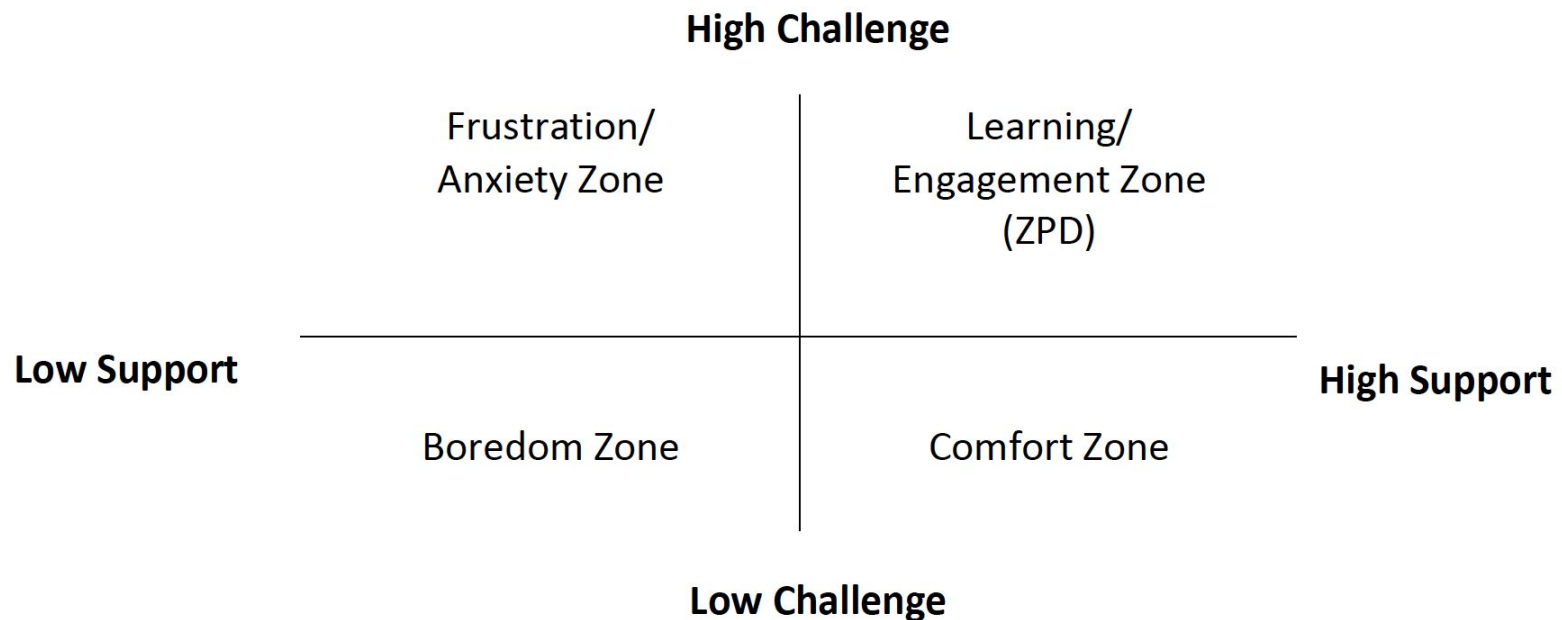 High Challenge
Frustration/
Anxiety Zone
Learning/
Engagement Zone
(ZPD)
Low Support
High Support
Boredom Zone
Comfort Zone
Low Challenge